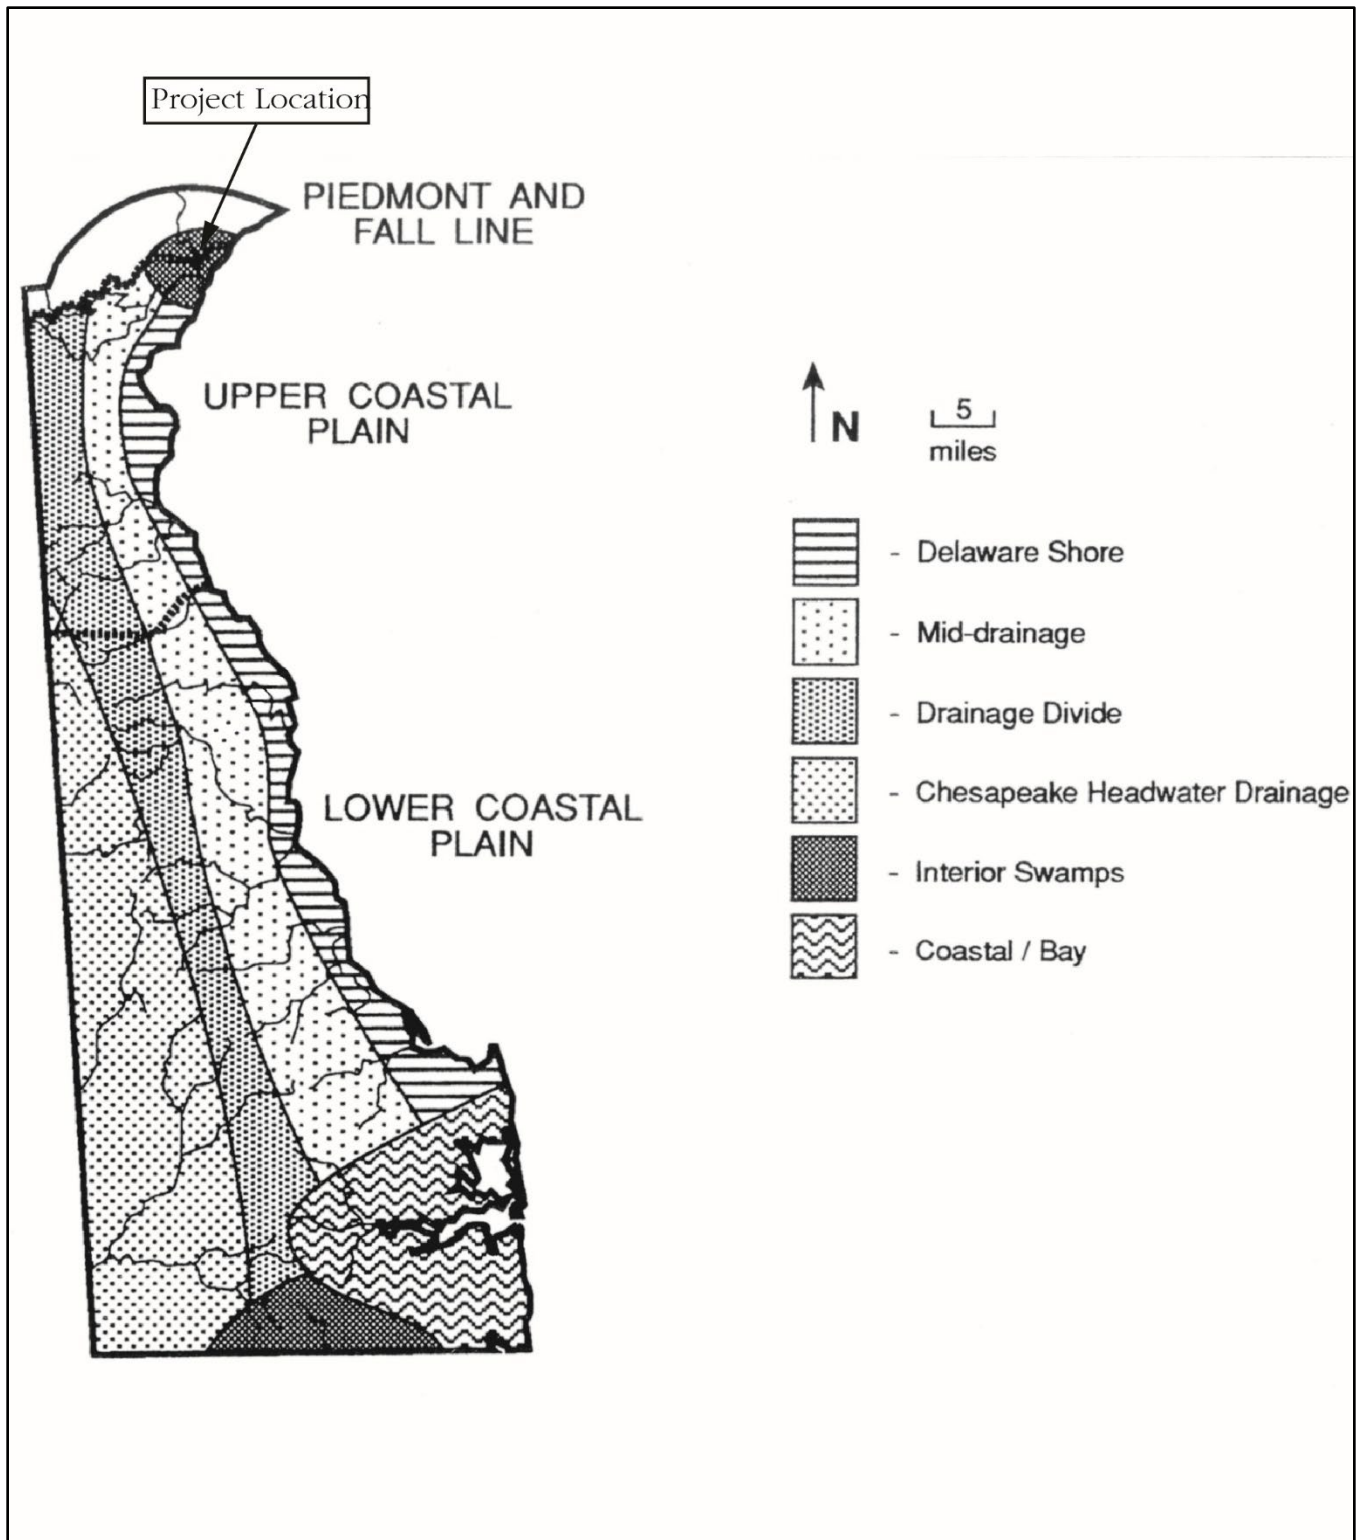 Project Location
PIEDMONT AND
FALL LINE
UPPER COASTAL
PLAIN
LOWER COASTAL
PLAIN
N
5
miles
- Delaware Shore
- Mid-drainage
- Drainage Divide
- Chesapeake Headwater Drainage
- Interior Swamps
- Coastal / Bay